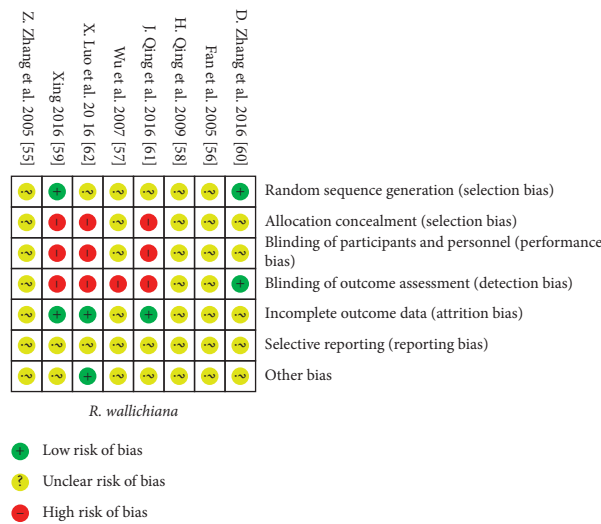 Z. Zhang et al. 2005 [55]
Xing 2016 [59]
X. Luo et al. 20 16 [62]
Wu et al. 2007 [57]
J. Qing et al. 2016 [61]
H. Qing et al. 2009 [58]
Fan et al. 2005 [56]
D. Zhang et al. 2016 [60]
? + ? ? ? ? ? + Random sequence generation (selection bias)
? – – ? – ? ? ? Allocation concealment (selection bias)
? – – ? – ? ? ? Blinding of participants and personnel (performance
bias)
? – – – – ? ? + Blinding of outcome assessment (detection bias)
? + + ? + ? ? ? Incomplete outcome data (attrition bias)
? ? ? ? ? ? ? ? Selective reporting (reporting bias)
? ? + ? ? ? ? ? Other bias
R. wallichiana
+ Low risk of bias
? Unclear risk of bias
– High risk of bias